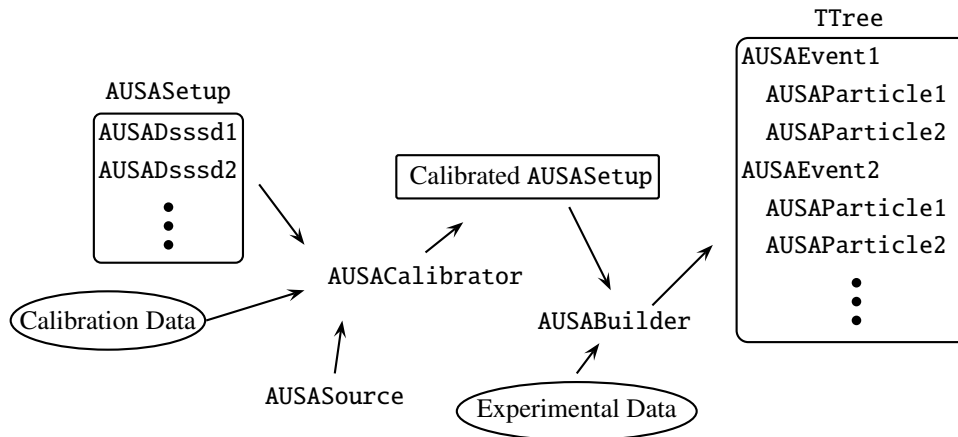 AUSASetup
AUSADsssd1
AUSADsssd2
Calibration Data
AUSASource
AUSACalibrator
Calibrated AUSASetup
AUSABuilder
Experimental Data
TTree
AUSAEvent1
AUSAParticle1
AUSAParticle2
AUSAEvent2
AUSAParticle1
AUSAParticle2